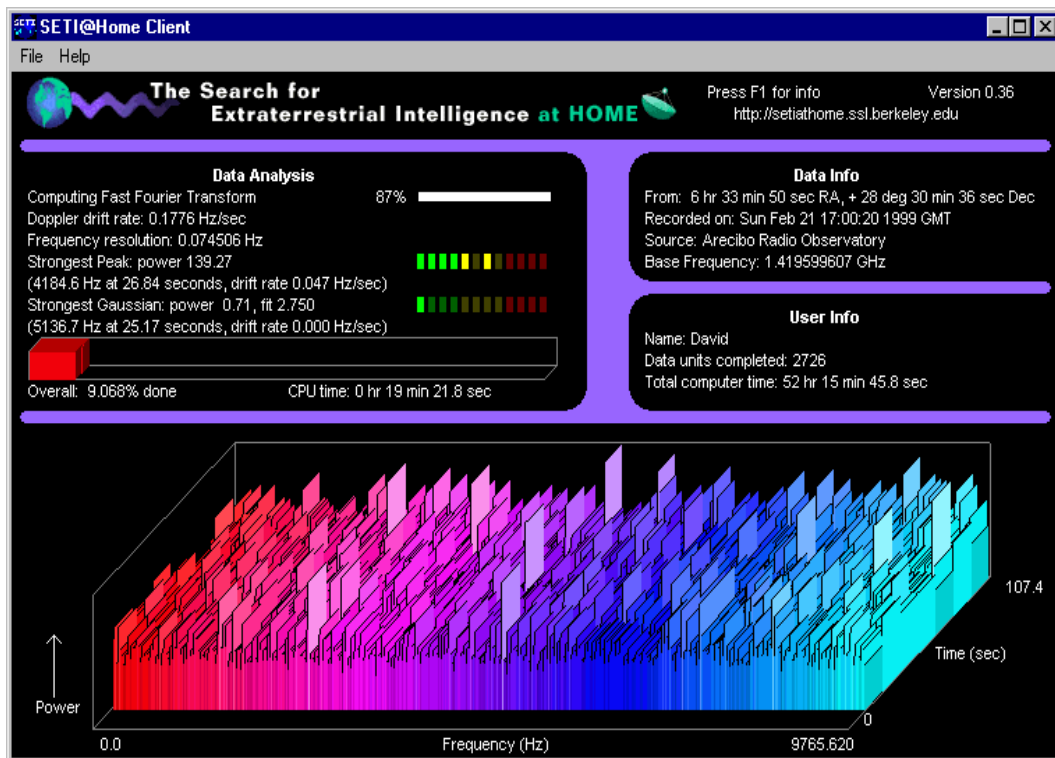 SETI@Home Client
File Help
The Search for
Extraterrestrial Intelligence at HOME
Press F1 for info Version 0.36
http://setiathome.ssl.berkeley.edu
Data Analysis
Computing Fast Fourier Transform 87%
Doppler drift rate: 0.1776 Hz/sec
Frequency resolution: 0.074506 Hz
Strongest Peak: power 139.27
(4184.6 Hz at 26.84 seconds, drift rate 0.047 Hz/sec)
Strongest Gaussian: power 0.71, fit 2.750
(5136.7 Hz at 25.17 seconds, drift rate 0.000 Hz/sec)
Overall: 9.068% done CPU time: 0 hr 19 min 21.8 sec
Data Info
From: 6 hr 33 min 50 sec RA, + 28 deg 30 min 36 sec Dec
Recorded on: Sun Feb 21 17:00:20 1999 GMT
Source: Arecibo Radio Observatory
Base Frequency: 1.419599607 GHz
User Info
Name: David
Data units completed: 2726
Total computer time: 52 hr 15 min 45.8 sec
107.4
Time (sec)
Power
0
0.0 Frequency (Hz) 9765.620